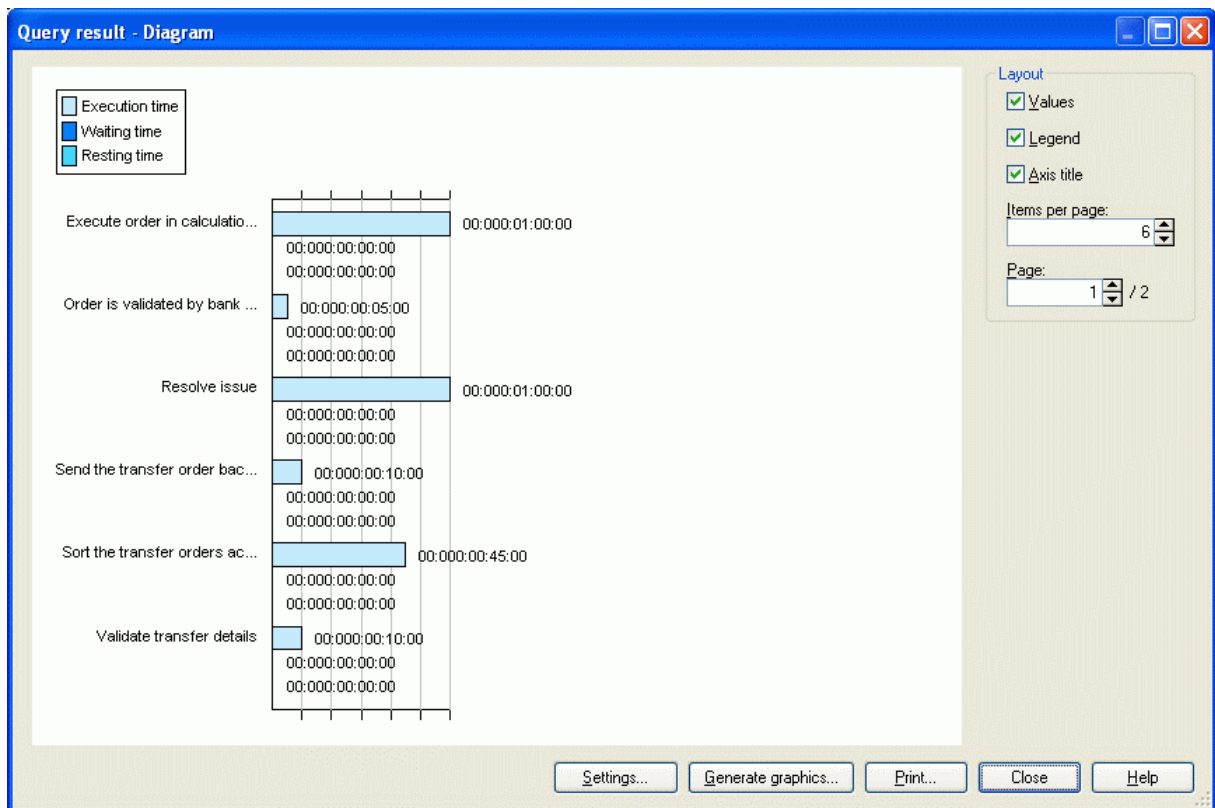 Query result - Diagram
Execution time
Waiting time
Resting time
Execute order in calculatio...
00:000:01:00:00
00:000:00:00:00
00:000:00:00:00
Order is validated by bank ...
00:000:00:05:00
00:000:00:00:00
00:000:00:00:00
Resolve issue
00:000:01:00:00
00:000:00:00:00
00:000:00:00:00
Send the transfer order bac...
00:000:00:10:00
00:000:00:00:00
00:000:00:00:00
Sort the transfer orders ac...
00:000:00:45:00
00:000:00:00:00
00:000:00:00:00
Validate transfer details
00:000:00:10:00
00:000:00:00:00
00:000:00:00:00
Layout
Values
Legend
Axis title
Items per page:
6
Page:
1 / 2
Settings...
Generate graphics...
Print...
Close
Help